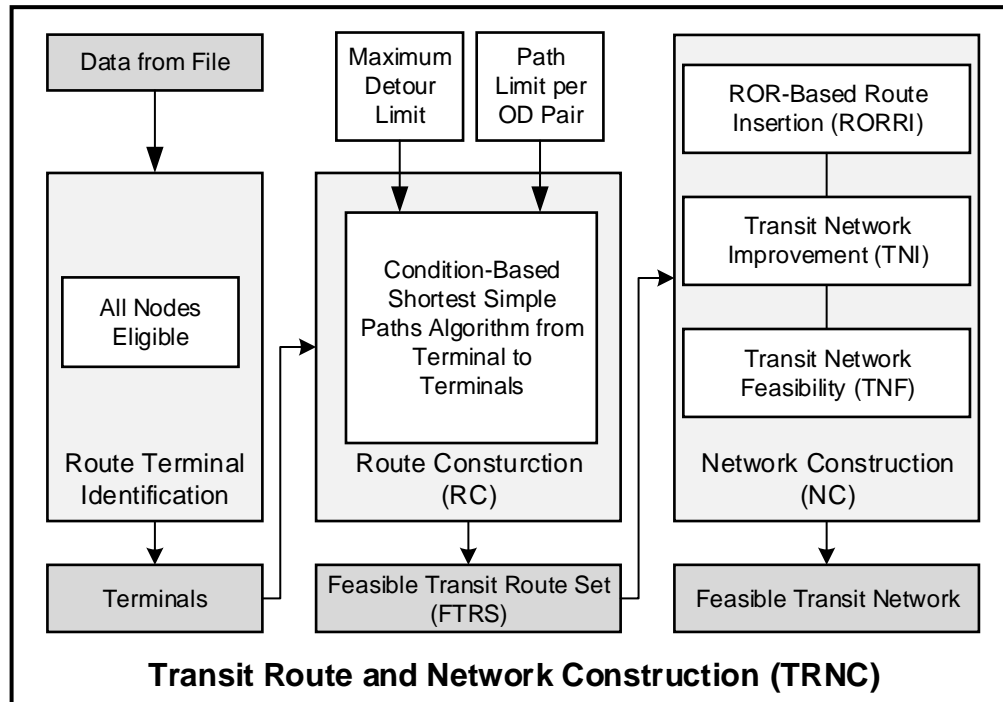 Data from File
All Nodes
Eligible
Route Terminal
Identification
Terminals
Maximum
Detour
Limit
Path
Limit per
OD Pair
Condition-Based
Shortest Simple
Paths Algorithm from
Terminal to
Terminals
Route Consturction
(RC)
Feasible Transit Route Set
(FTRS)
ROR-Based Route
Insertion (RORRI)
Transit Network
Improvement (TNI)
Transit Network
Feasibility (TNF)
Network Construction
(NC)
Feasible Transit Network
Transit Route and Network Construction (TRNC)